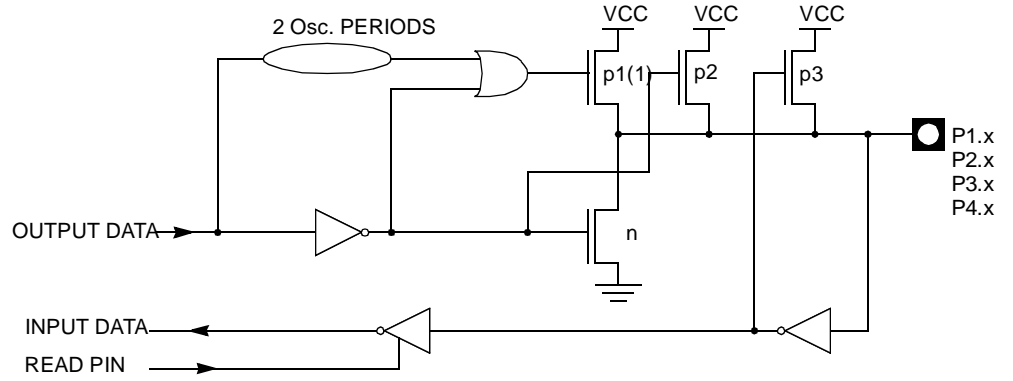 2 Osc. PERIODS
VCC
VCC
VCC
p1(1)
p2
p3
P1.x
P2.x
P3.x
P4.x
OUTPUT DATA
n
INPUT DATA
READ PIN